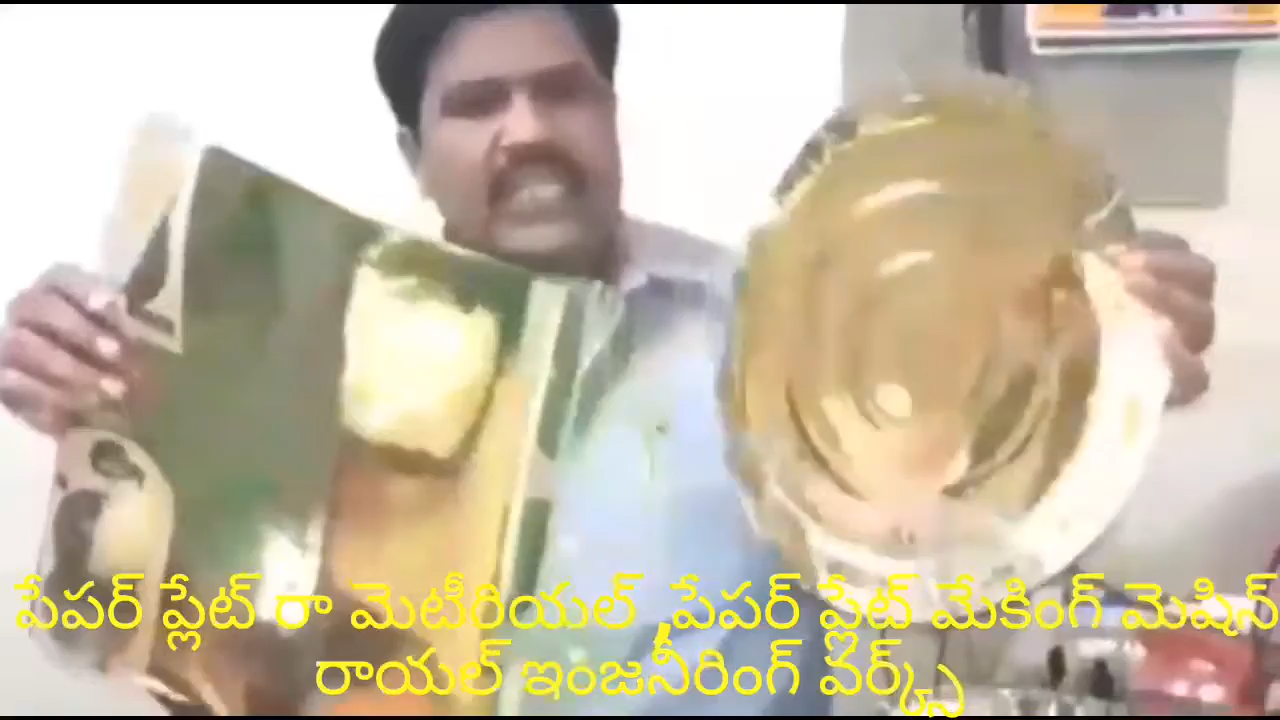 పేపర్ ప్లేట్ రా మెటీరియల్ ,పేపర్ ప్లేట్ మేకింగ్ మెషిన్
రాయల్ ఇంజనీరింగ్ వర్క్స్